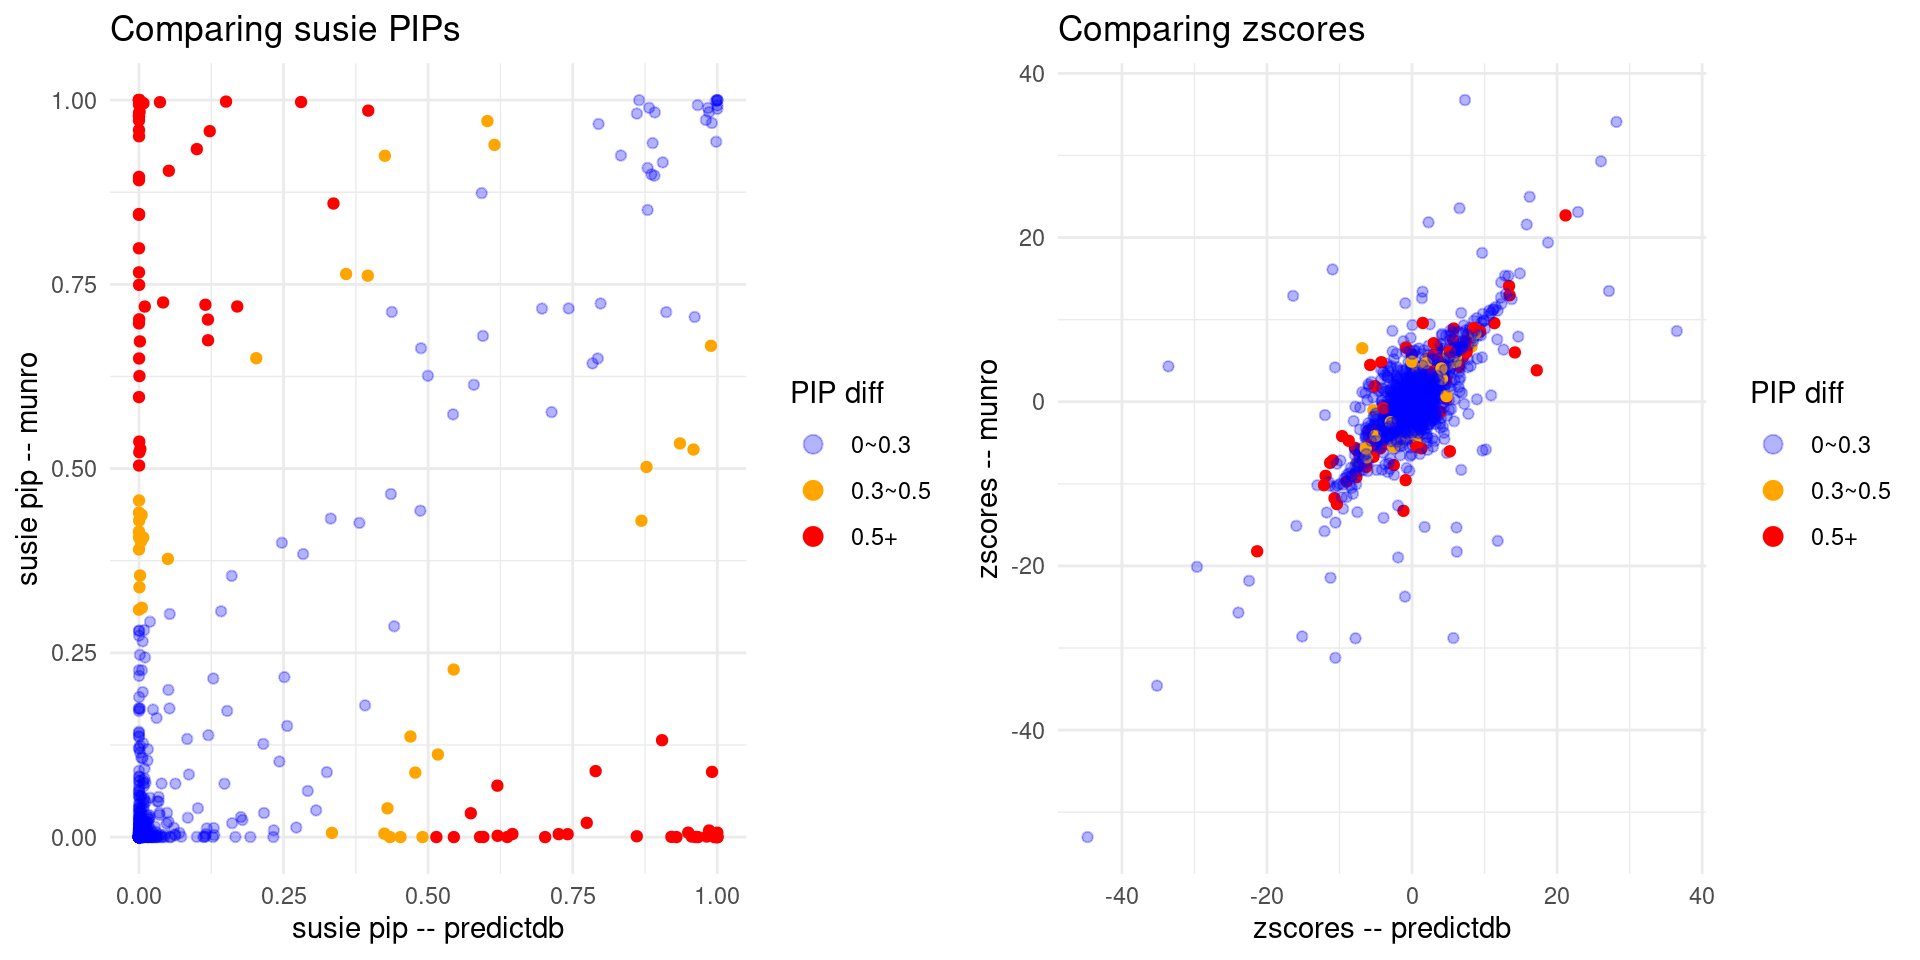 Comparing susie PIPs
1.00
0.75
0.50
0.25
0.00
susie pip -- munro
0.00 0.25 0.50 0.75 1.00
susie pip -- predictdb
PIP diff
0~0.3
0.3~0.5
0.5+
Comparing zscores
40
20
0
-20
-40
zscores -- munro
-40 -20 0 20 40
zscores -- predictdb
PIP diff
0~0.3
0.3~0.5
0.5+